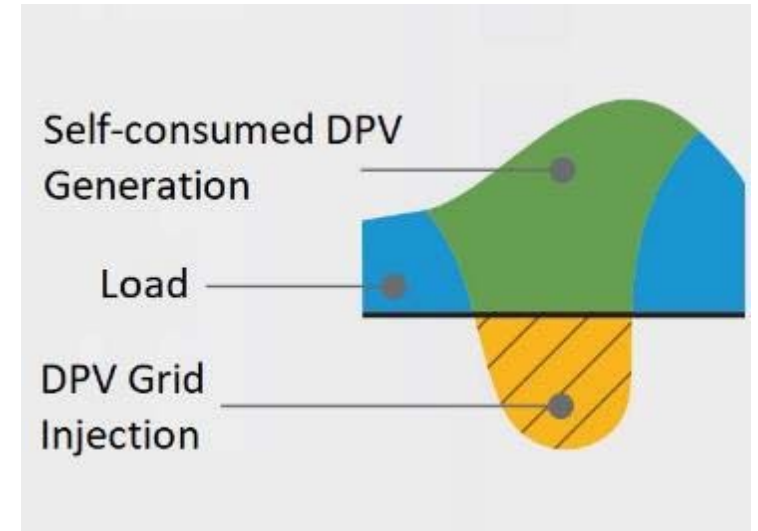 Self-consumed DPV
Generation
Load
DPV Grid
Injection